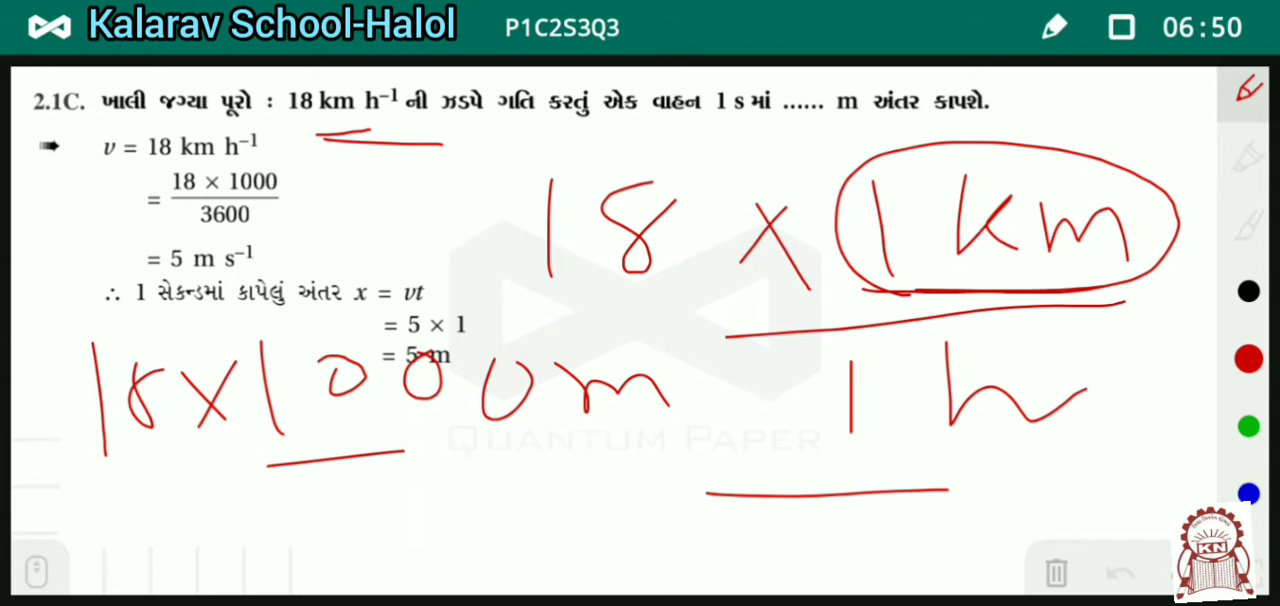 Kalarav School-Halol P1C2S3Q3 06:50
2.1C. ખાલી જગ્યા પૂરો : 18 km h⁻¹ ની ઝડપે ગતિ કરતું એક વાહન 1 s માં ...... m અંતર કાપશે.
➠ v = 18 km h⁻¹
= 18 × 1000
3600
= 5 m s⁻¹
∴ 1 સેકન્ડમાં કાપેલું અંતર x = vt
= 5 × 1
= 5 m
18 × 1 km
1 h
18 × 1000m
QUANTUM PAPER
KN